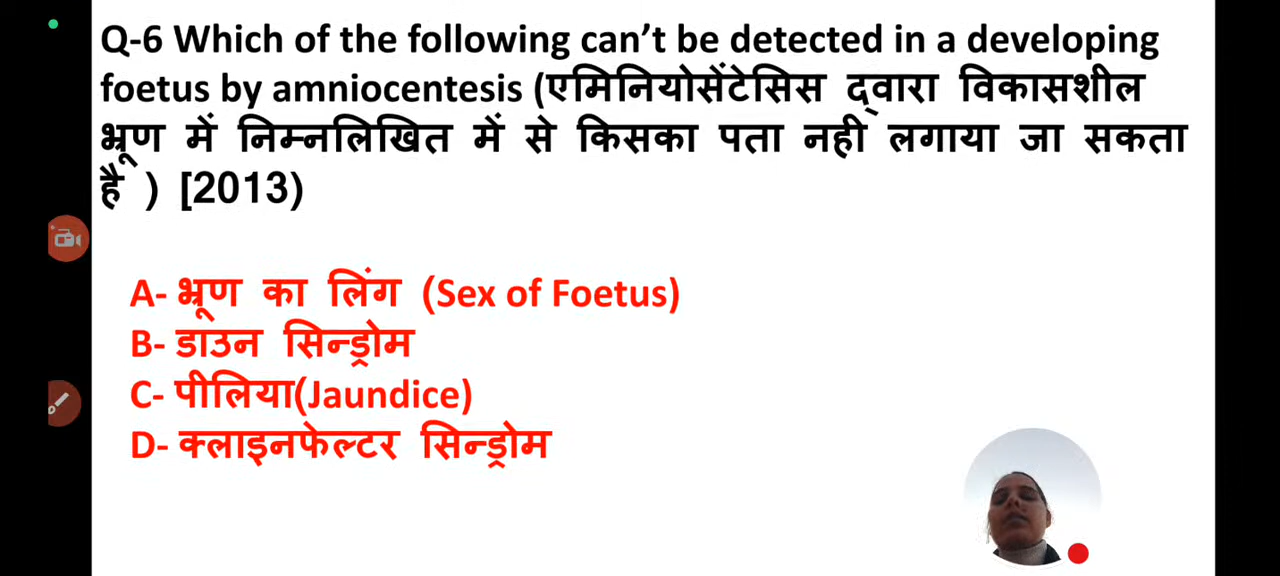 Q-6 Which of the following can’t be detected in a developing
foetus by amniocentesis (एमिनियोसेंटेसिस द्वारा विकासशील
भ्रूण में निम्नलिखित में से किसका पता नही लगाया जा सकता
है ) [2013)
A- भ्रूण का लिंग (Sex of Foetus)
B- डाउन सिन्ड्रोम
C- पीलिया(Jaundice)
D- क्लाइनफेल्टर सिन्ड्रोम